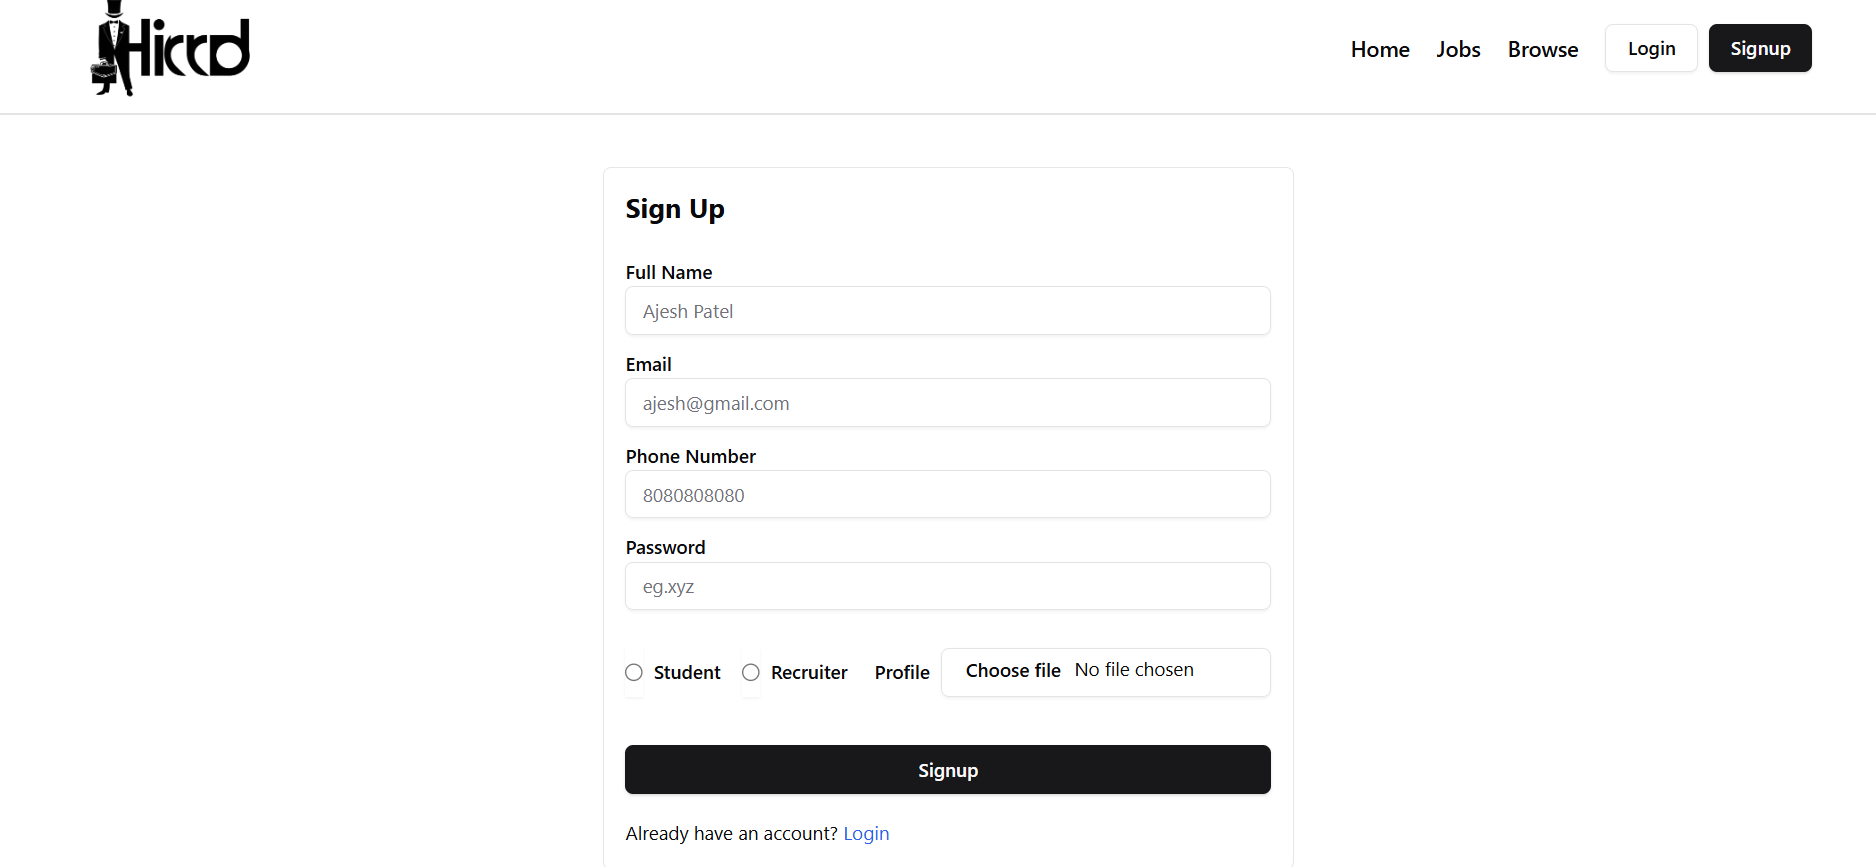 Home Jobs Browse Login Signup
Sign Up
Full Name
Ajesh Patel
Email
ajesh@gmail.com
Phone Number
8080808080
Password
eg.xyz
Student Recruiter Profile Choose file No file chosen
Signup
Already have an account? Login